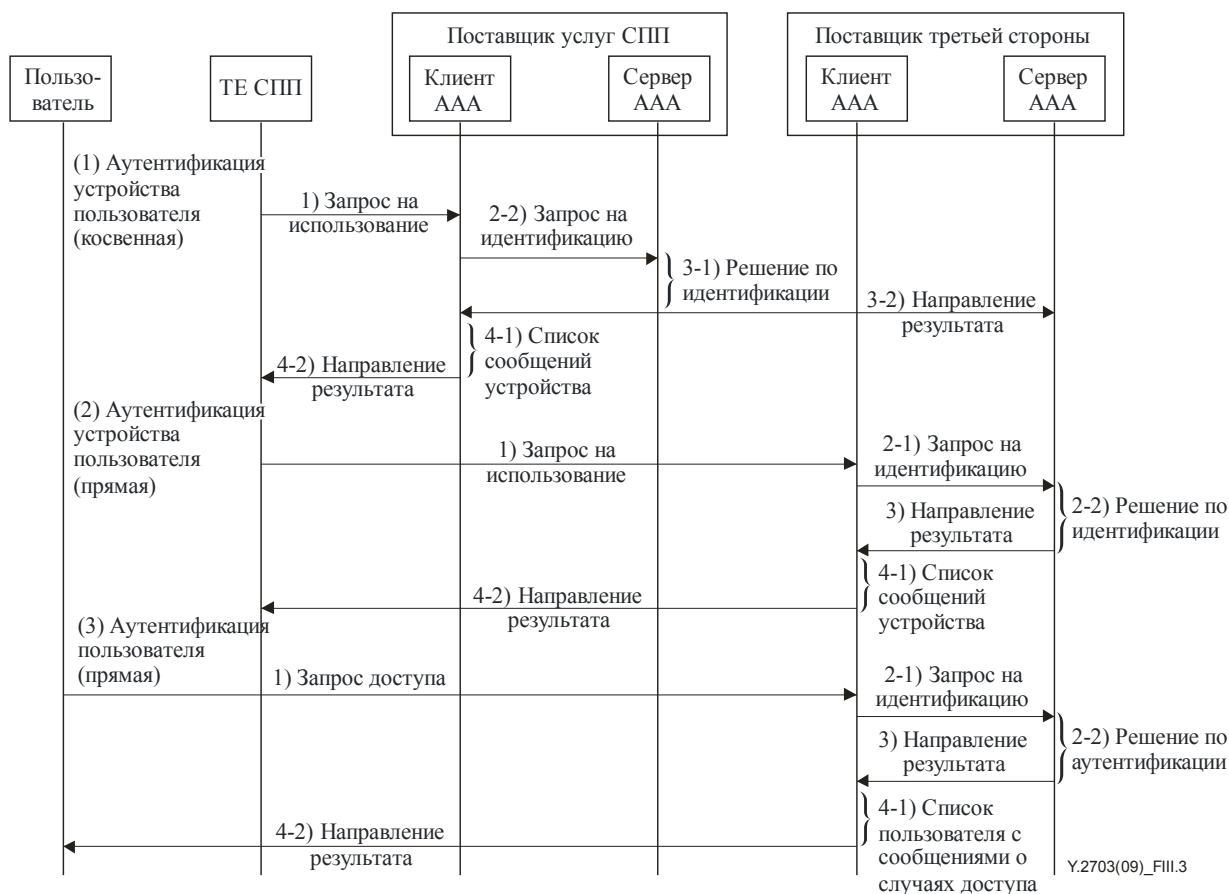 Поставщик услуг СПП
Поставщик третьей стороны
Пользо-
ватель
ТЕ СПП
Клиент
ААА
Сервер
ААА
Клиент
ААА
Сервер
ААА
(1) Аутентификация
устройства
пользователя
(косвенная)
1) Запрос на
использование
2-2) Запрос на
идентификацию
3-1) Решение по
идентификации
3-2) Направление
результата
4-1) Список
сообщений
устройства
4-2) Направление
результата
(2) Аутентификация
устройства
пользователя
(прямая)
1) Запрос на
использование
2-1) Запрос на
идентификацию
2-2) Решение по
идентификации
3) Направление
результата
4-1) Список
сообщений
устройства
4-2) Направление
результата
(3) Аутентификация
пользователя
(прямая)
1) Запрос доступа
2-1) Запрос на
идентификацию
2-2) Решение по
аутентификации
3) Направление
результата
4-1) Список
пользователя с
сообщениями о
случаях доступа
4-2) Направление
результата
Y.2703(09)_FIII.3